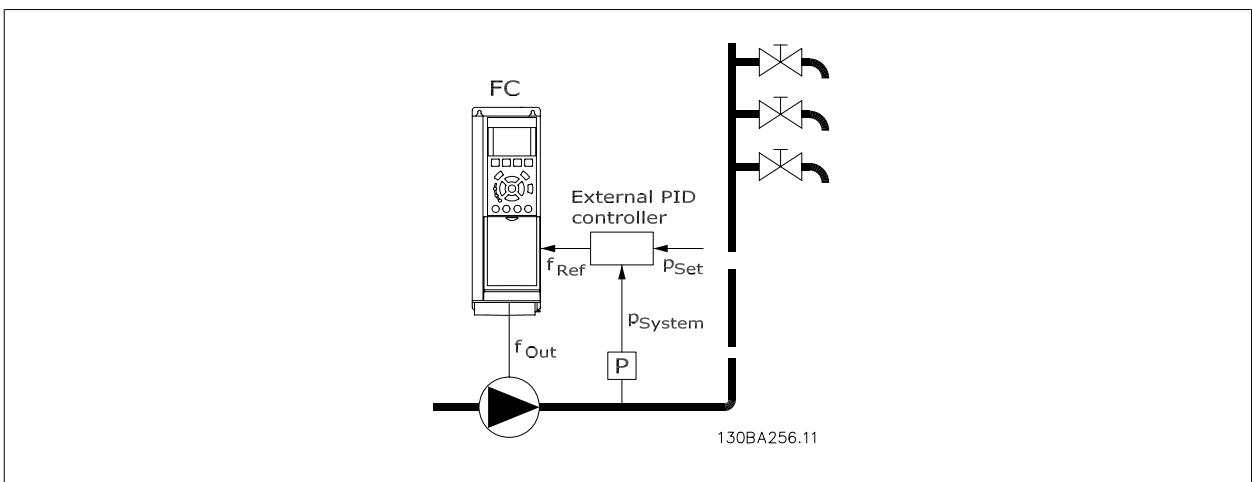 FC
External PID
controller
fRef
pSet
pSystem
fOut
P
130BA256.11